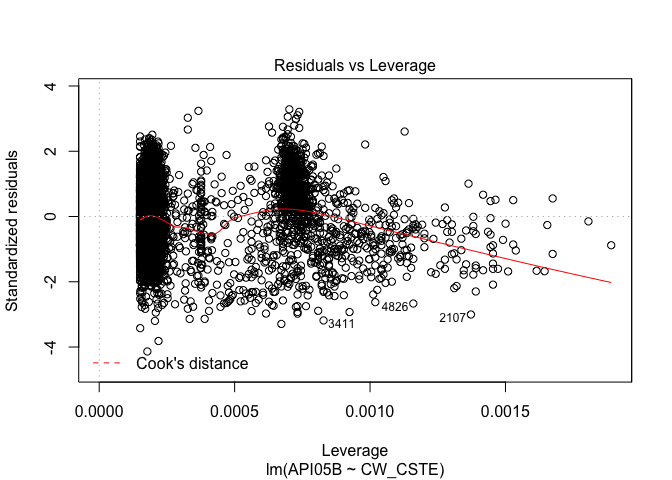 Residuals vs Leverage
Standardized residuals
4
2
0
-2
-4
3411
4826
2107
Cook's distance
0.0000 0.0005 0.0010 0.0015
Leverage
lm(API05B ~ CW_CSTE)